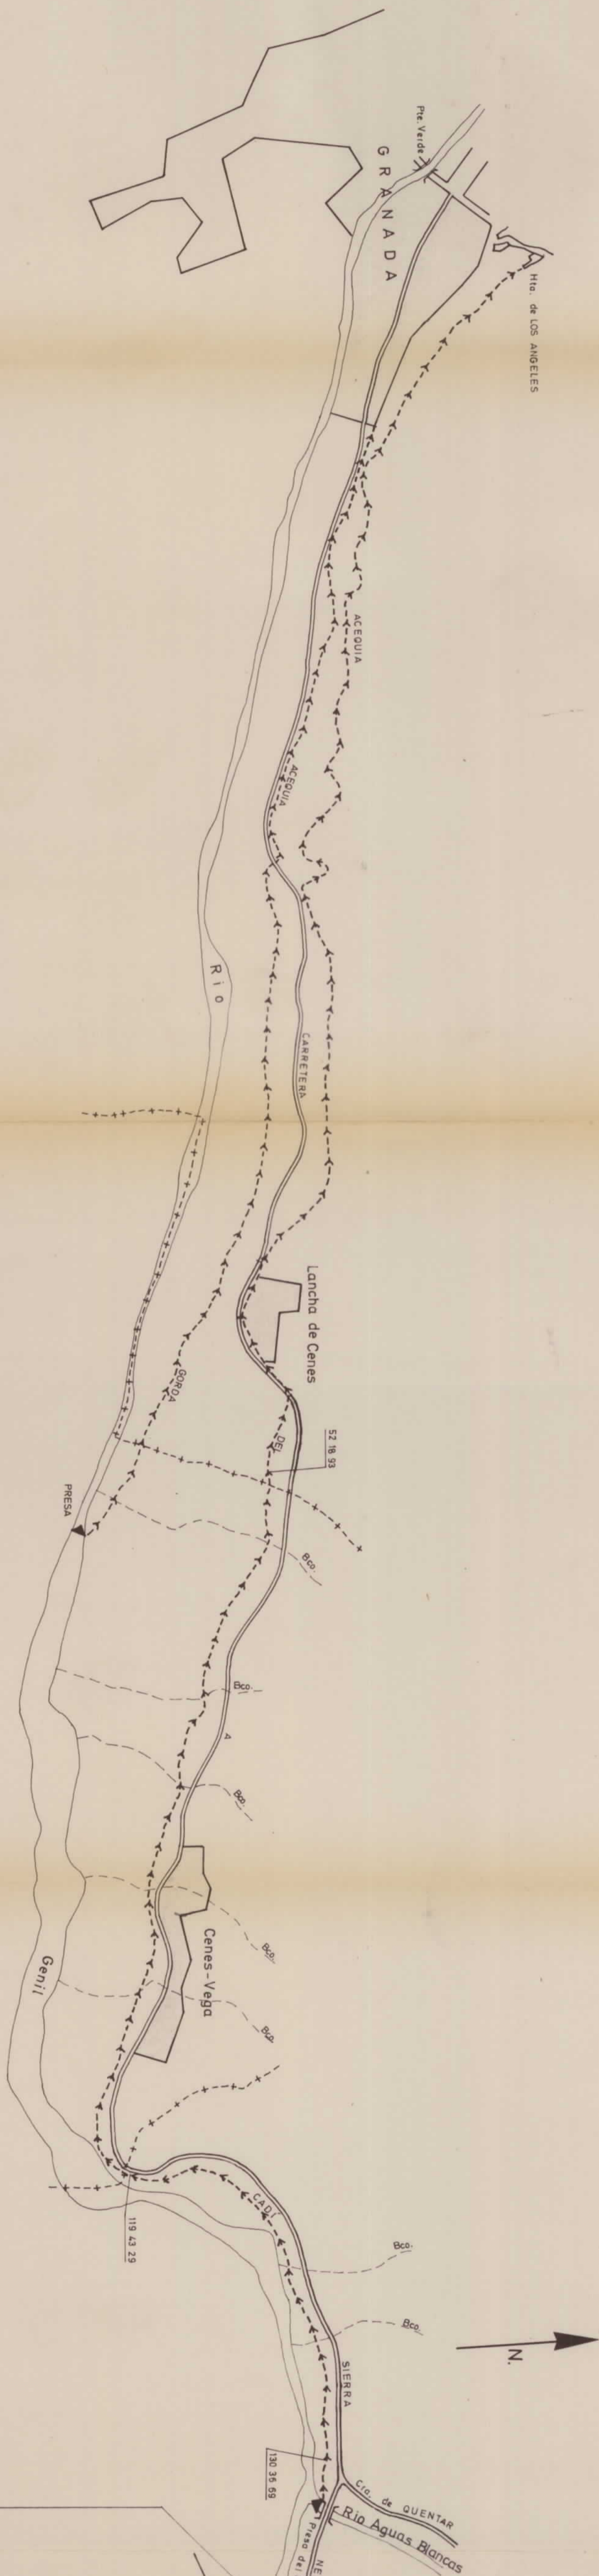 Pte. Verde
GRANADA
Hta. de LOS ANGELES
ACEQUIA
ACEQUIA
Río
CARRETERA
Lancha de Cenes
GORDA
DEL
52 18 93
PRESA
Bco.
Bco.
A
Bco.
Cenes-Vega
Bco.
Genil
Bco.
CADI
119 43 29
Bco.
Bco.
N.
SIERRA
130 36 69
Cta. de QUENTAR
Río Aguas Blancas
Presa del
NE